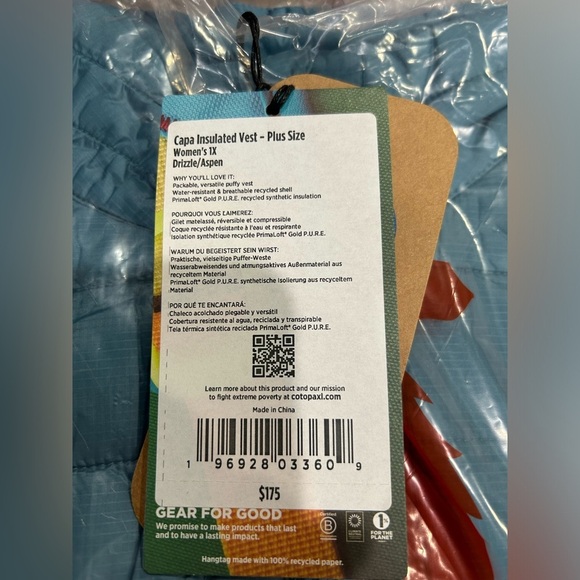 Capa Insulated Vest - Plus Size
Women's 1X
Drizzle/Aspen
WHY YOU'LL LOVE IT:
Packable, versatile puffy vest
Water-resistant & breathable recycled shell
PrimaLoft® Gold P.U.R.E. recycled synthetic insulation
POURQUOI VOUS L'AIMEREZ:
Gilet matelassé, réversible et compressible
Coque recyclée résistante à l'eau et respirante
Isolation synthétique recyclée PrimaLoft® Gold P.U.R.E.
WARUM DU BEGEISTERT SEIN WIRST:
Praktische, vielseitige Puffer-Weste
Wasserabweisendes und atmungsaktives Außenmaterial aus
recyceltem Material
PrimaLoft® Gold P.U.R.E. synthetische Isolierung aus recyceltem
Material
¿POR QUÉ TE ENCANTARÁ:
Chaleco acolchado plegable y versátil
Cobertura resistente al agua, reciclada y transpirable
Tela térmica sintética reciclada PrimaLoft® Gold P.U.R.E.
Learn more about this product and our mission
to fight extreme poverty at cotopaxi.com
Made in China
1 96928 03360 9
$175
GEAR FOR GOOD
We promise to make products that last
and to have a lasting impact.
Certified
B
1%
FOR THE
PLANET
Hangtag made with 100% recycled paper.